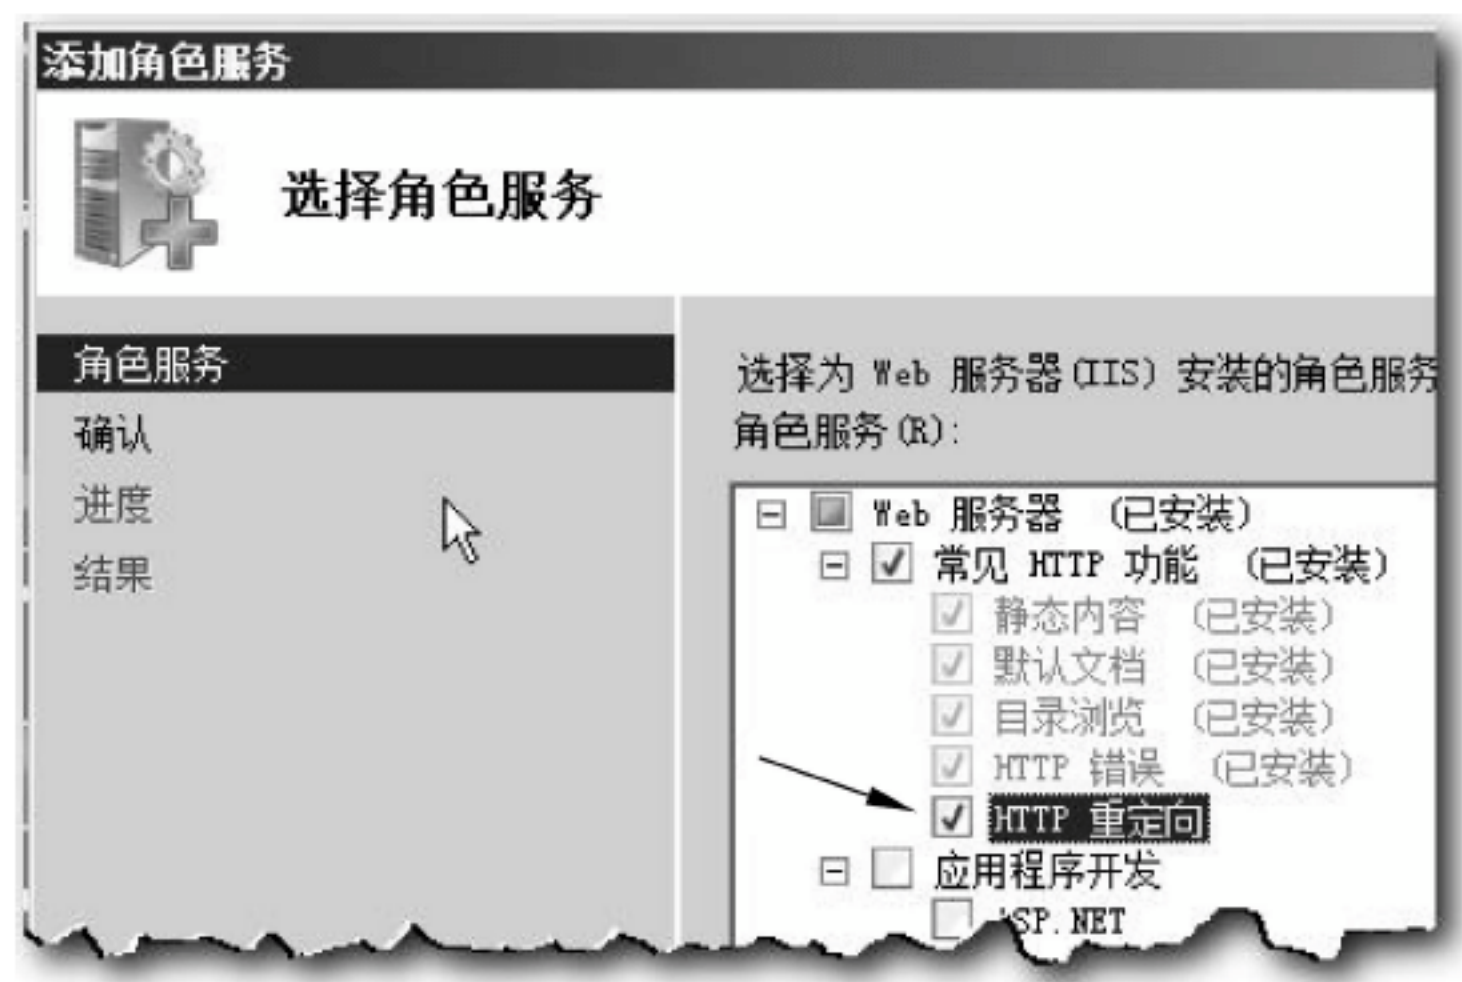 添加角色服务
选择角色服务
角色服务
确认
进度
结果
选择为 Web 服务器(IIS) 安装的角色服务
角色服务(R):
Web 服务器 (已安装)
常见 HTTP 功能 (已安装)
静态内容 (已安装)
默认文档 (已安装)
目录浏览 (已安装)
HTTP 错误 (已安装)
HTTP 重定向
应用程序开发
ASP.NET